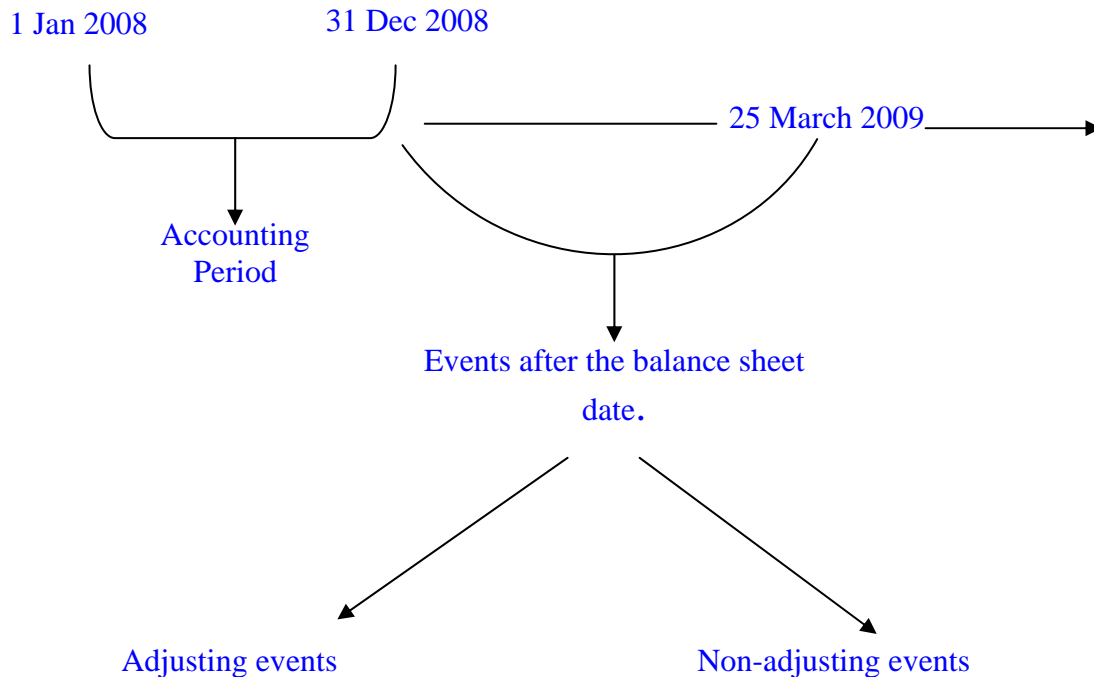 1 Jan 2008
31 Dec 2008
25 March 2009
Accounting
Period
Events after the balance sheet
date.
Adjusting events
Non-adjusting events